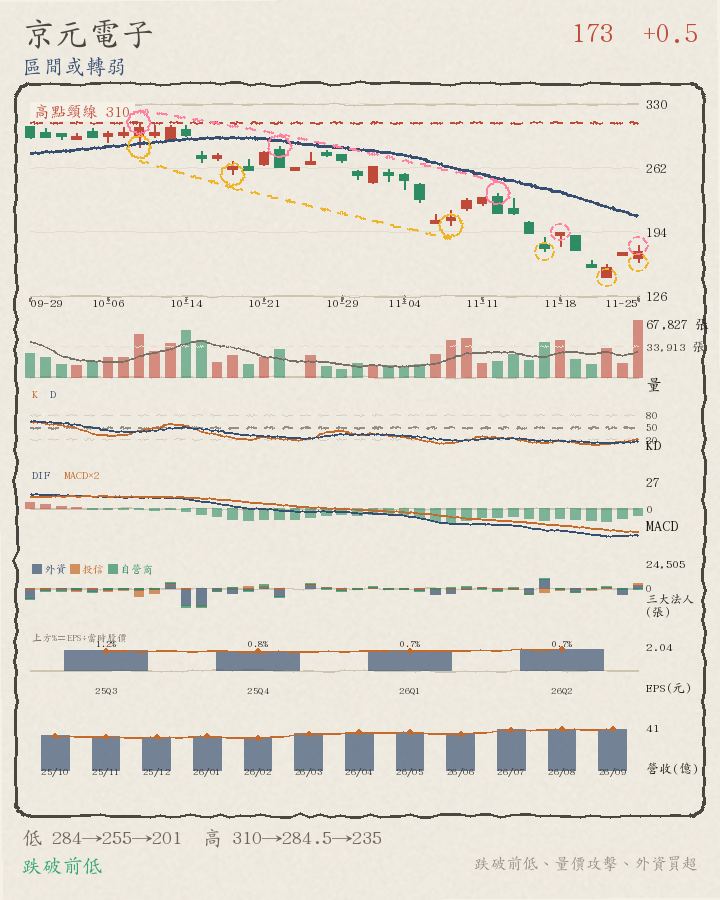 京元電子
173 +0.5
區間或轉弱
高點頸線 310
330
262
194
126
09-29 10-06 10-14 10-21 10-29 11-04 11-11 11-18 11-25
67,827 張
33,913 張
量
K D
80
50
20
KD
DIF MACD×2
27
0
MACD
外資 投信 自營商
24,505
0
三大法人
(張)
上方%=EPS÷當時股價
1.2% 0.8% 0.7% 0.7%
2.04
25Q3 25Q4 26Q1 26Q2
EPS(元)
41
25/10 25/11 25/12 26/01 26/02 26/03 26/04 26/05 26/06 26/07 26/08 26/09
營收(億)
低 284→255→201 高 310→284.5→235
跌破前低
跌破前低、量價攻擊、外資買超